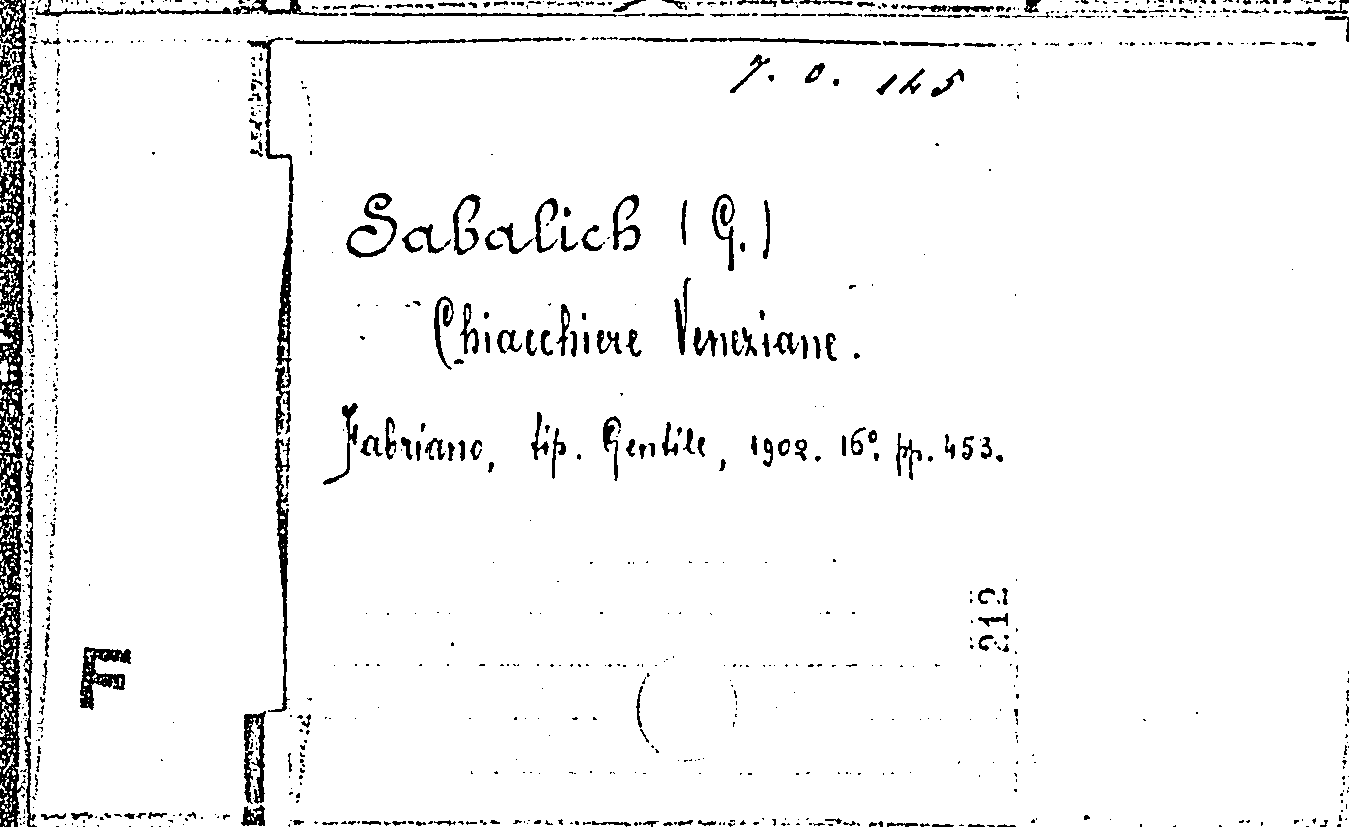 7. 0. 145
Sabalich (G.)
Chiacchiere Veneziane.
Fabriano, tip. Gentile, 1902. 16° pp. 453.
212
F